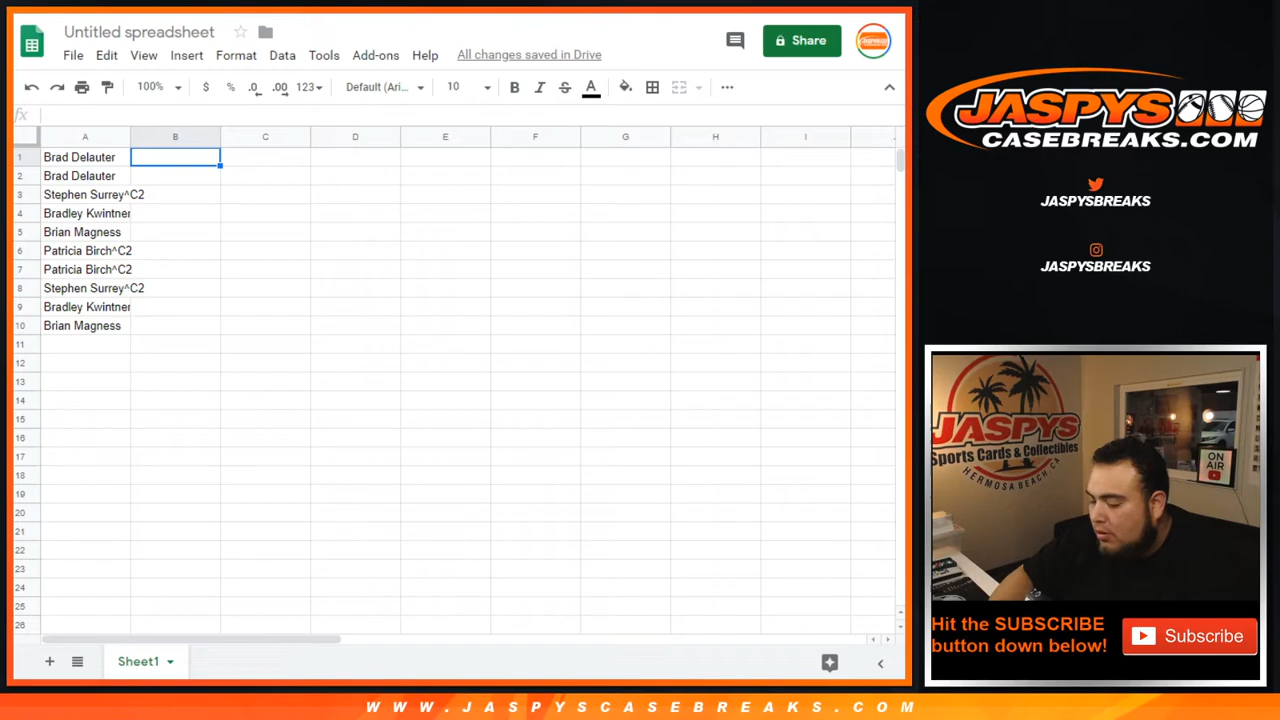 Untitled spreadsheet
File Edit View Insert Format Data Tools Add-ons Help All changes saved in Drive
Share
100% $ % .0 .00 123 Default (Ari... 10 B I S A
fx
A B C D E F G H I
1 Brad Delauter
2 Brad Delauter
3 Stephen Surrey^C2
4 Bradley Kwintner
5 Brian Magness
6 Patricia Birch^C2
7 Patricia Birch^C2
8 Stephen Surrey^C2
9 Bradley Kwintner
10 Brian Magness
11
12
13
14
15
16
17
18
19
20
21
22
23
24
25
26
Sheet1
JASPYS
CASEBREAKS.COM
JASPYSBREAKS
JASPYSBREAKS
JASPYS
Sports Cards & Collectibles
HERMOSA BEACH, CA
ON
AIR
Hit the SUBSCRIBE
button down below!
Subscribe
WWW.JASPYSCASEBREAKS.COM